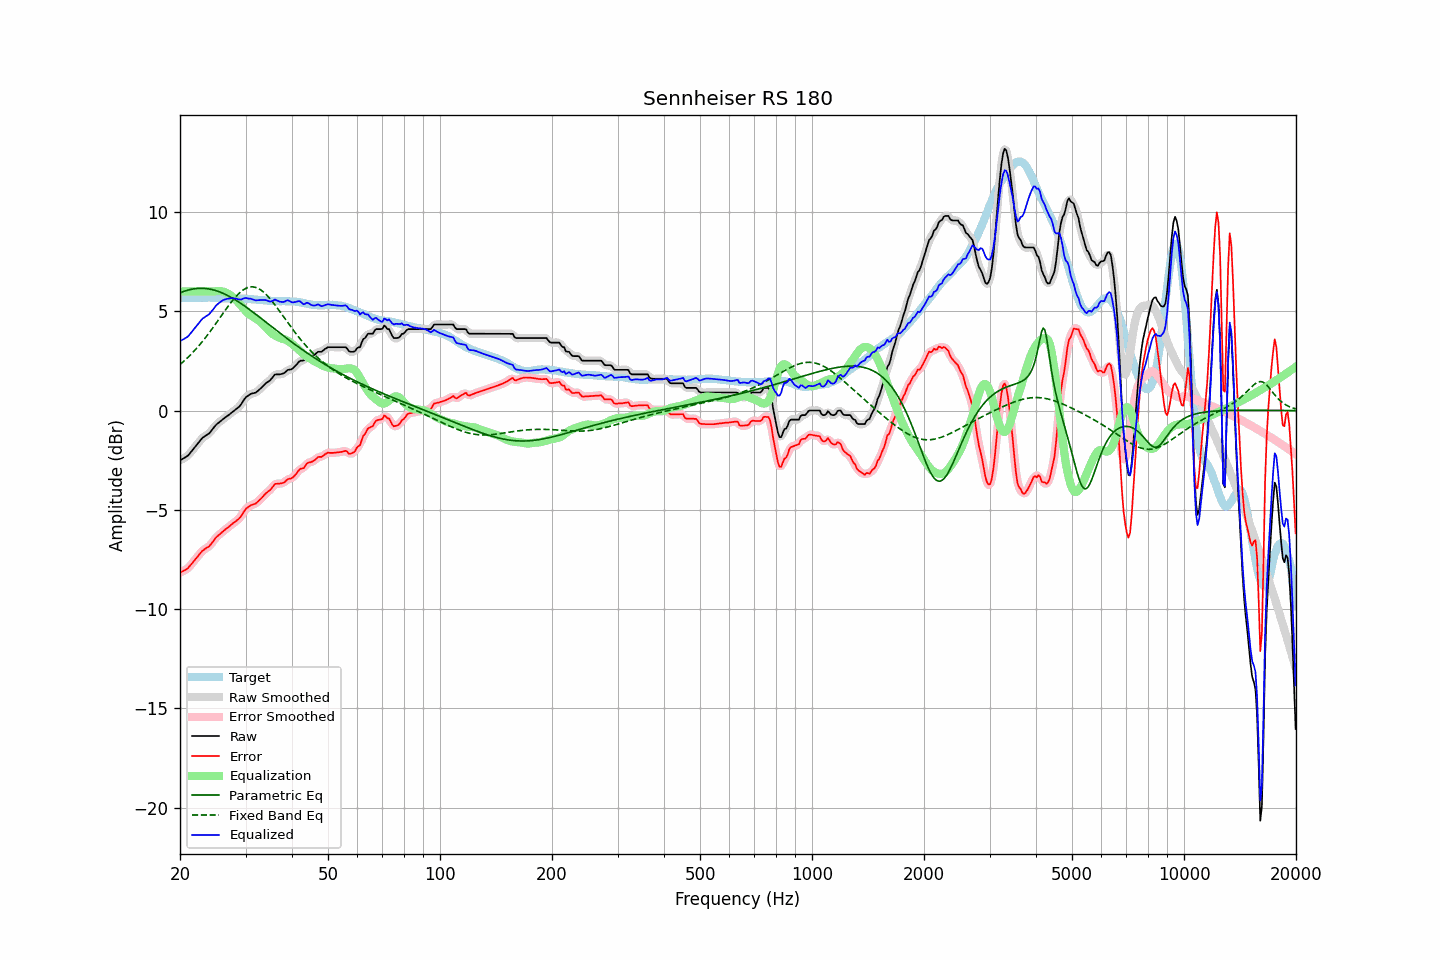 Sennheiser RS 180
Amplitude (dBr)
10
5
0
−5
−10
−15
−20
Target
Raw Smoothed
Error Smoothed
Raw
Error
Equalization
Parametric Eq
Fixed Band Eq
Equalized
20 50 100 200 500 1000 2000 5000 10000 20000
Frequency (Hz)